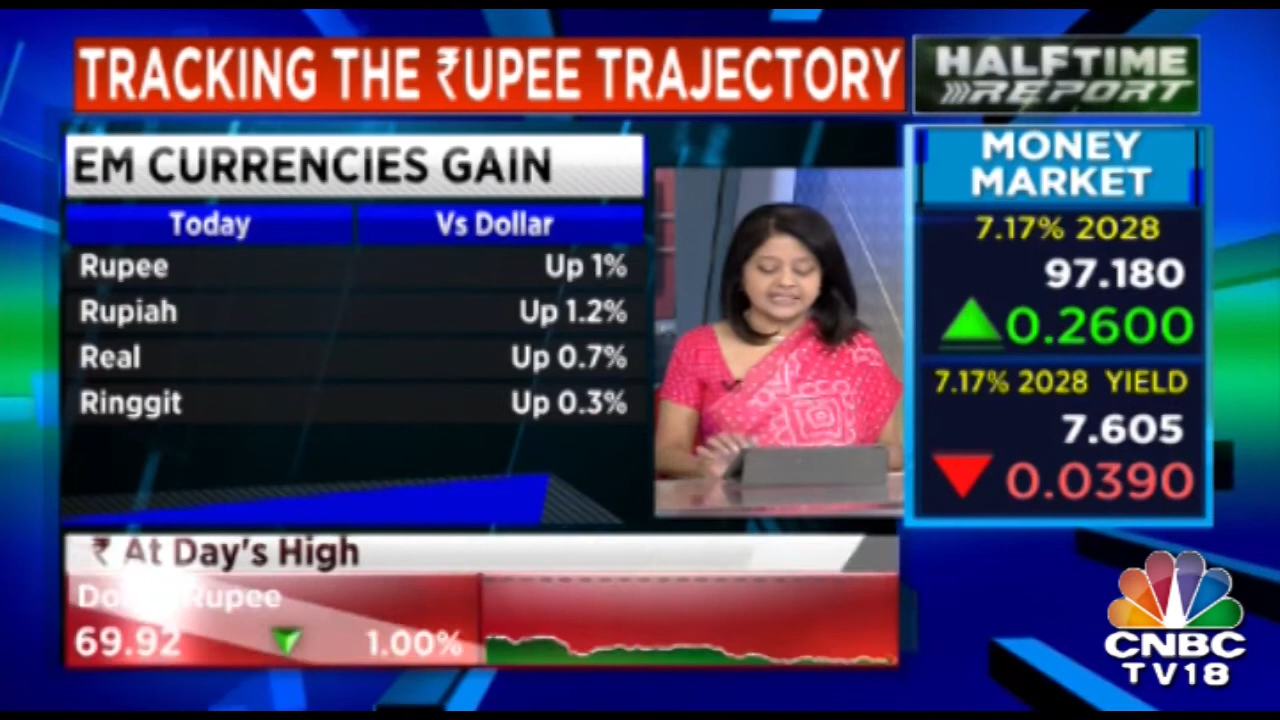 TRACKING THE ₹UPEE TRAJECTORY
HALFTIME
REPORT
EM CURRENCIES GAIN
Today Vs Dollar
Rupee Up 1%
Rupiah Up 1.2%
Real Up 0.7%
Ringgit Up 0.3%
MONEY
MARKET
7.17% 2028
97.180
0.2600
7.17% 2028 YIELD
7.605
0.0390
₹ At Day's High
Rupee
69.92 1.00%
CNBC
TV18